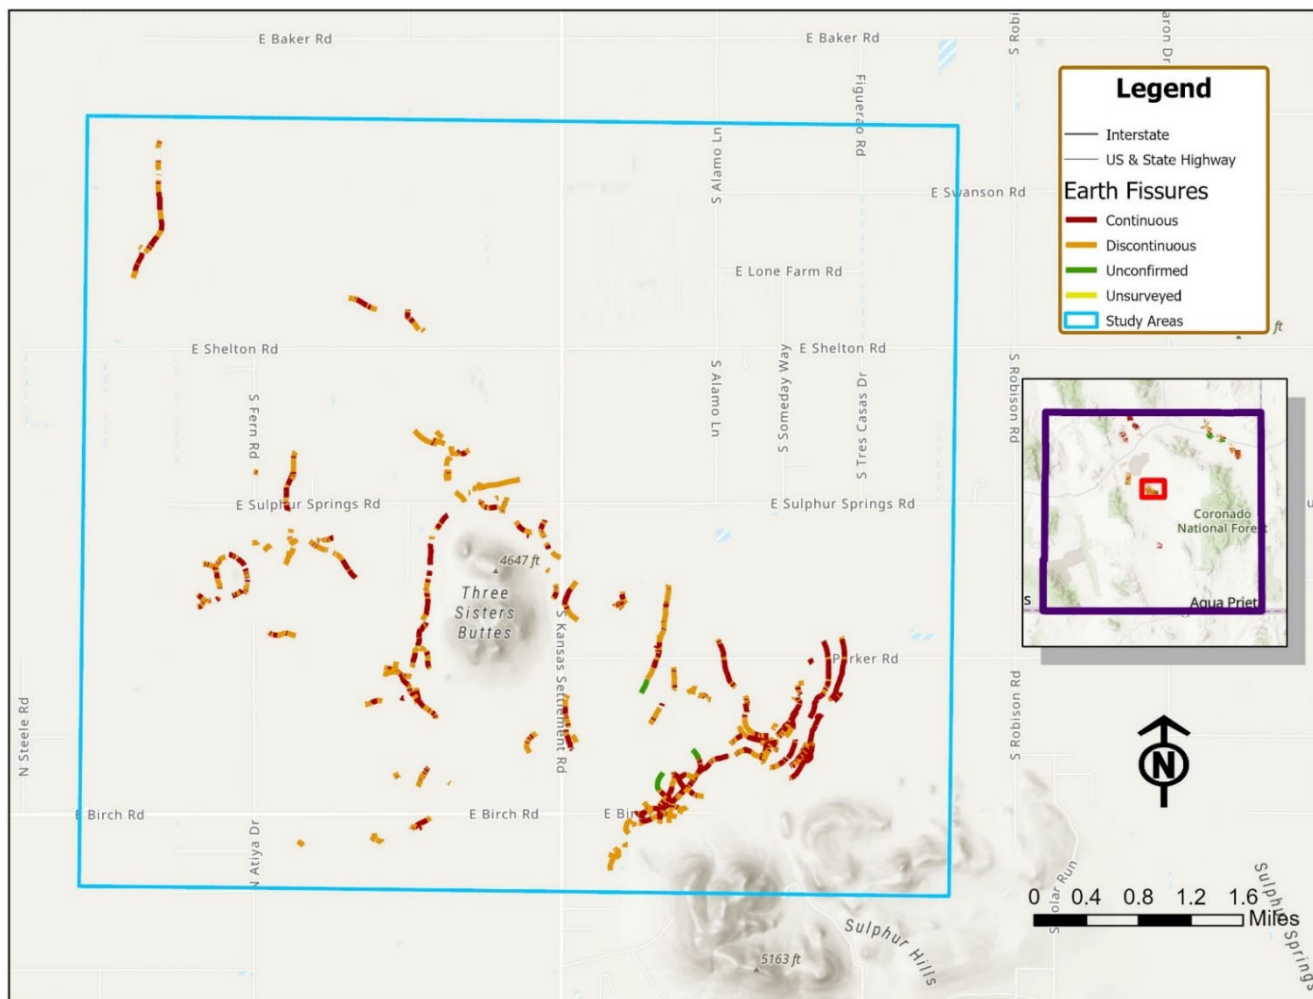 E Baker Rd
E Baker Rd
S Robi
aron Dr
Figuerao Rd
S Alamo Ln
E Swanson Rd
Legend
Interstate
US & State Highway
Earth Fissures
Continuous
Discontinuous
Unconfirmed
Unsurveyed
Study Areas
ft
E Lone Farm Rd
E Shelton Rd
E Shelton Rd
S Fern Rd
S Alamo Ln
S Someday Way
S Tres Casas Dr
S Robison Rd
E Sulphur Springs Rd
E Sulphur Springs Rd
Coronado
National Forest
Agua Priet
s
4647 ft
Three
Sisters
Buttes
S Kansas Settlement Rd
Parker Rd
N Steele Rd
S Robison Rd
N
E Birch Rd
E Birch Rd
E Bir
N Atiya Dr
olar Run
0 0.4 0.8 1.2 1.6
Miles
Sulphur Hills
5163 ft
Sulphur Spring